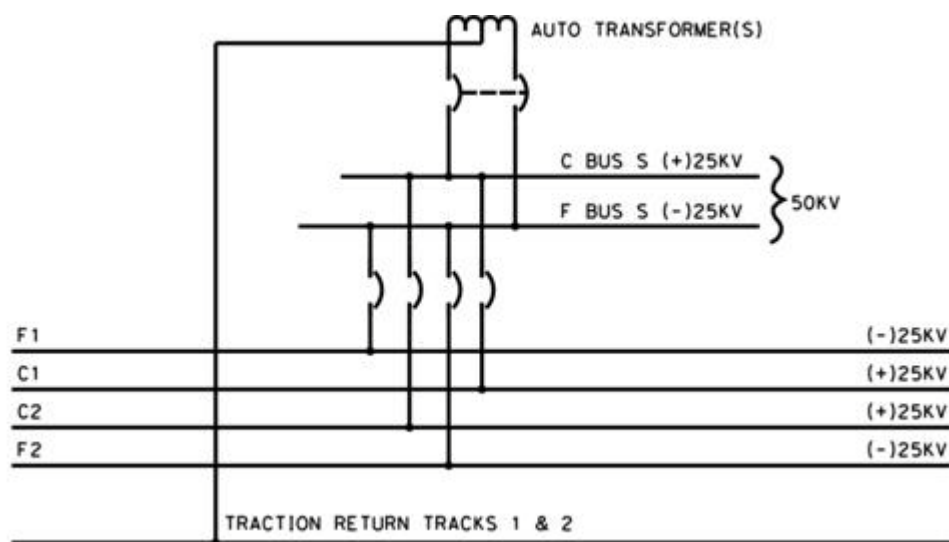 AUTO TRANSFORMER(S)
C BUS S (+)25KV
F BUS S (-)25KV
50KV
F1 (-)25KV
C1 (+)25KV
C2 (+)25KV
F2 (-)25KV
TRACTION RETURN TRACKS 1 & 2